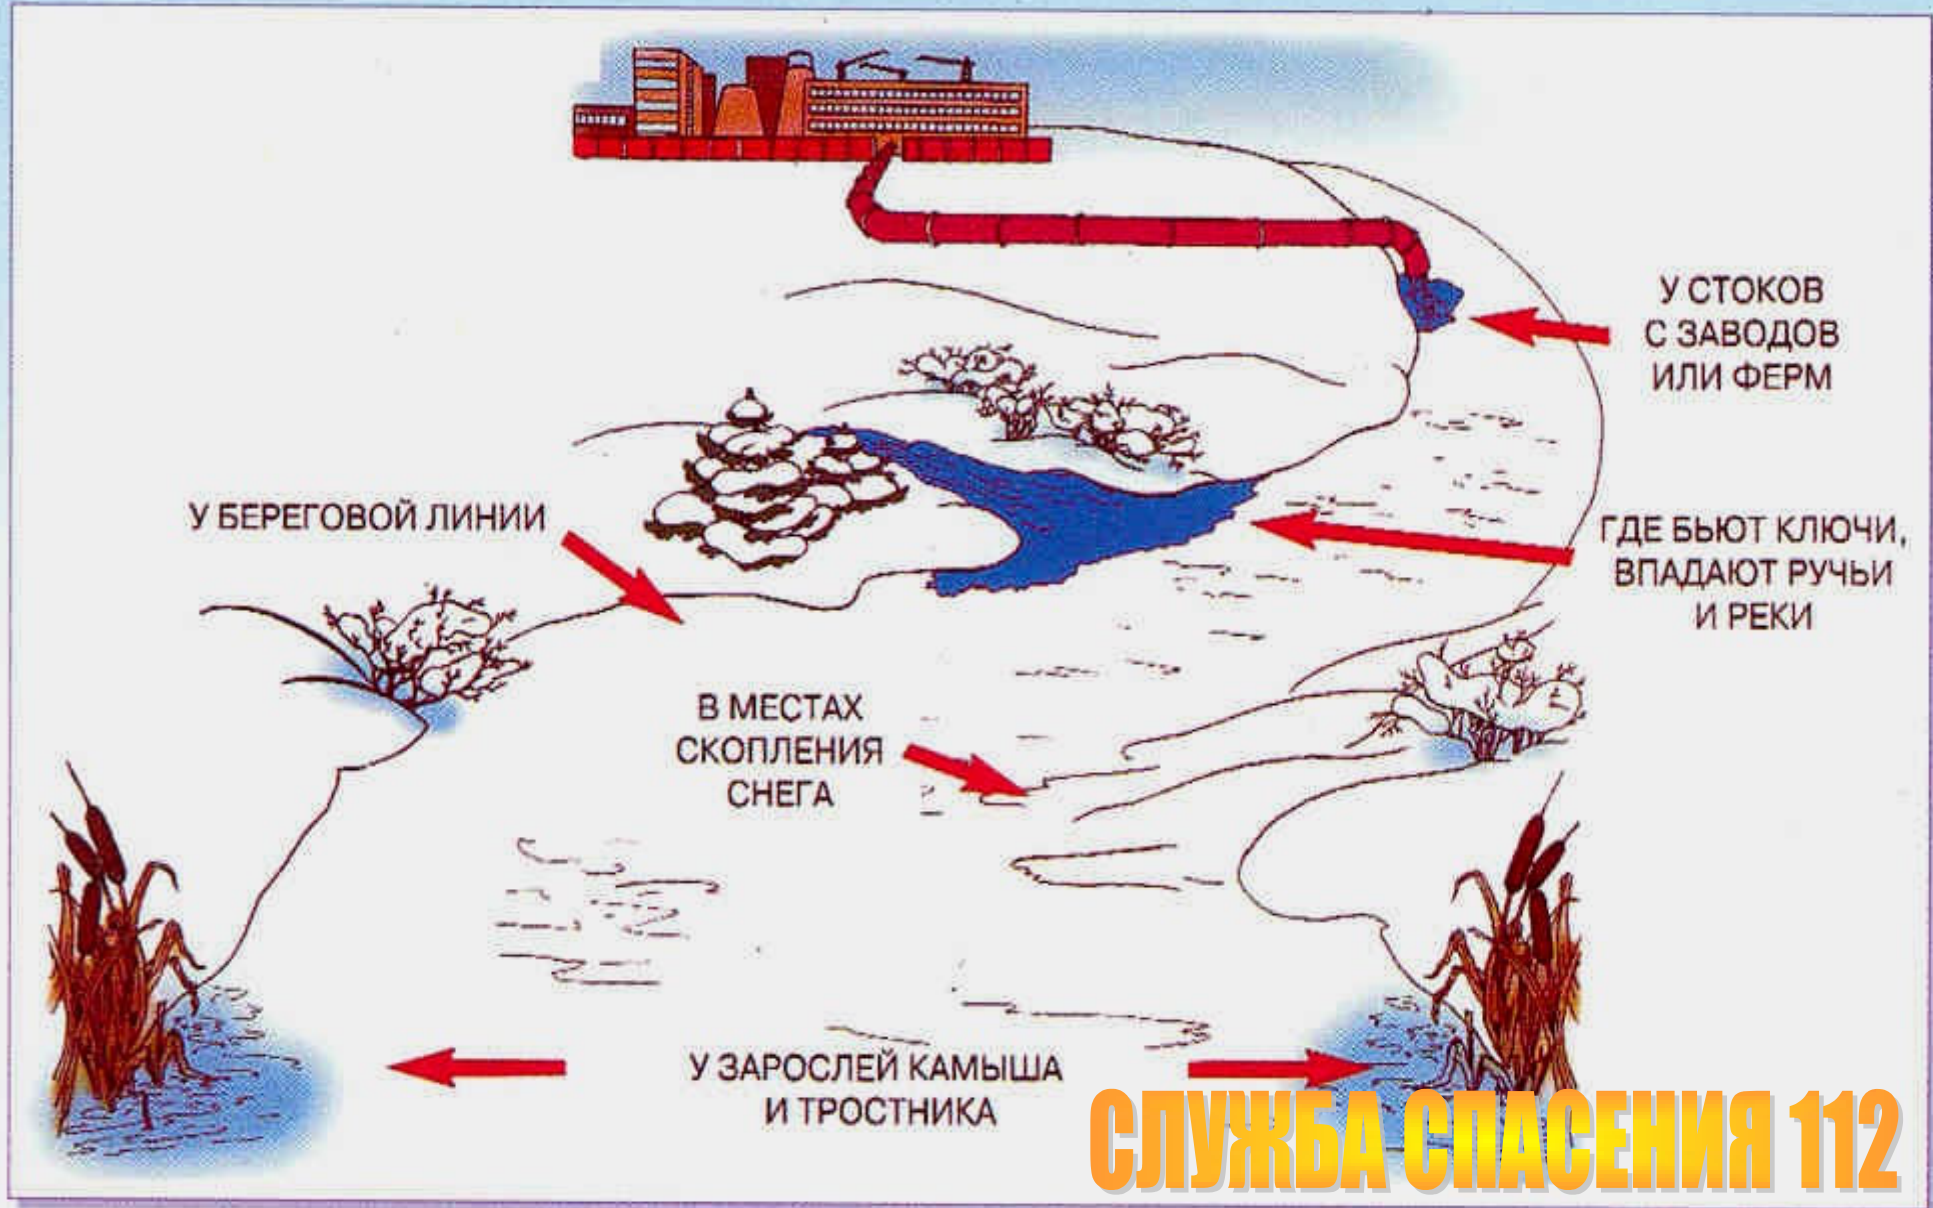 У СТОКОВ
С ЗАВОДОВ
ИЛИ ФЕРМ
У БЕРЕГОВОЙ ЛИНИИ
ГДЕ БЬЮТ КЛЮЧИ,
ВПАДАЮТ РУЧЬИ
И РЕКИ
В МЕСТАХ
СКОПЛЕНИЯ
СНЕГА
У ЗАРОСЛЕЙ КАМЫША
И ТРОСТНИКА
СЛУЖБА СПАСЕНИЯ 112